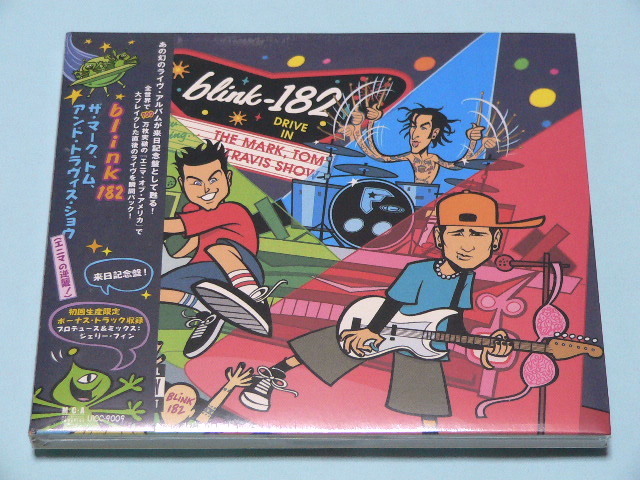 あの幻のライヴ・アルバムが来日記念盤として甦る!
全世界で
万枚突破の「エニマ・オブ・アメリカ」で
大ブレイクした直後のライヴを瞬間パック!
blink 182
ザ・マーク、トム、
アンド・トラヴィス・ショウ
(エニマの逆襲!)
来日記念盤!
初回生産限定
ボーナス・トラック収録
プロデュース&ミックス:
ジェリー・フィン
UICC-9009
blink-182
DRIVE
IN
THE MARK, TOM
TRAVIS SHOW
BLINK
182